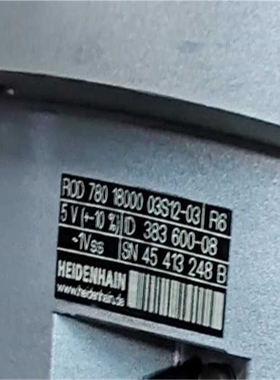 ROD 780 18000 03S12-03 R6
5 V (+-10 %) ID 383 600-08
~1Vss SN 45 413 248 B
HEIDENHAIN
www.heidenhain.de